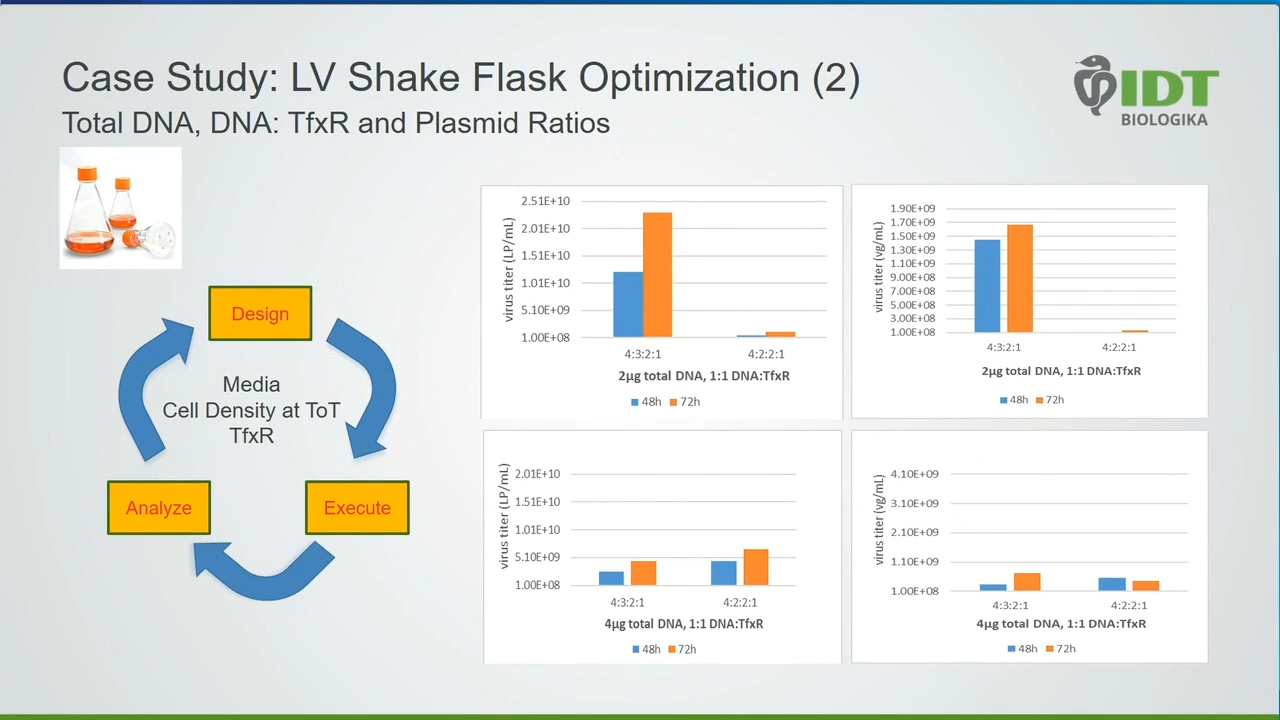 Case Study: LV Shake Flask Optimization (2)
Total DNA, DNA: TfxR and Plasmid Ratios
IDT
BIOLOGIKA
Design
Media
Cell Density at ToT
TfxR
Analyze
Execute
virus titer (LP/mL)
2.51E+10
2.01E+10
1.51E+10
1.01E+10
5.10E+09
1.00E+08
4:3:2:1
4:2:2:1
2µg total DNA, 1:1 DNA:TfxR
48h 72h
virus titer (vg/mL)
1.90E+09
1.70E+09
1.50E+09
1.30E+09
1.10E+09
9.00E+08
7.00E+08
5.00E+08
3.00E+08
1.00E+08
4:3:2:1
4:2:2:1
2µg total DNA, 1:1 DNA:TfxR
48h 72h
virus titer (LP/mL)
2.01E+10
1.51E+10
1.01E+10
5.10E+09
1.00E+08
4:3:2:1
4:2:2:1
4µg total DNA, 1:1 DNA:TfxR
48h 72h
virus titer (vg/mL)
4.10E+09
3.10E+09
2.10E+09
1.10E+09
1.00E+08
4:3:2:1
4:2:2:1
4µg total DNA, 1:1 DNA:TfxR
48h 72h